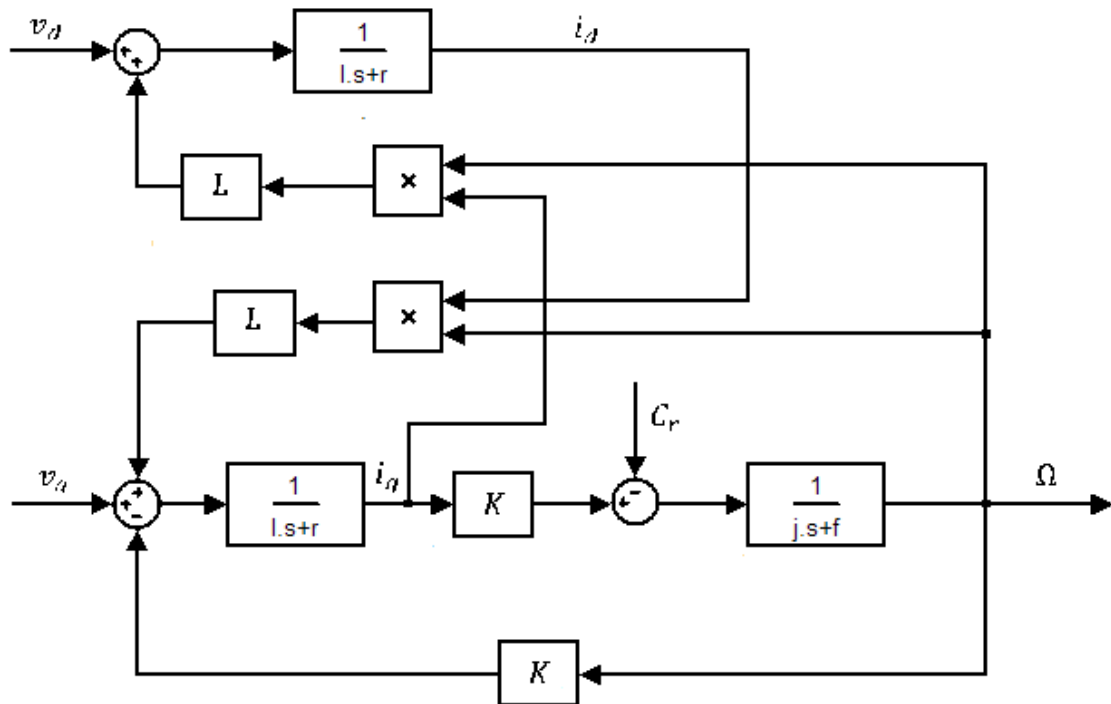 v_d
+
+
1
l.s+r
i_d
L
×
L
×
v_q
+
+
-
1
l.s+r
i_q
K
C_r
+
-
1
j.s+f
Ω
K